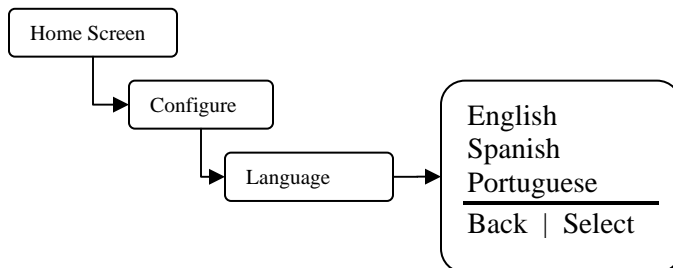 Home Screen
Configure
Language
English
Spanish
Portuguese
Back | Select